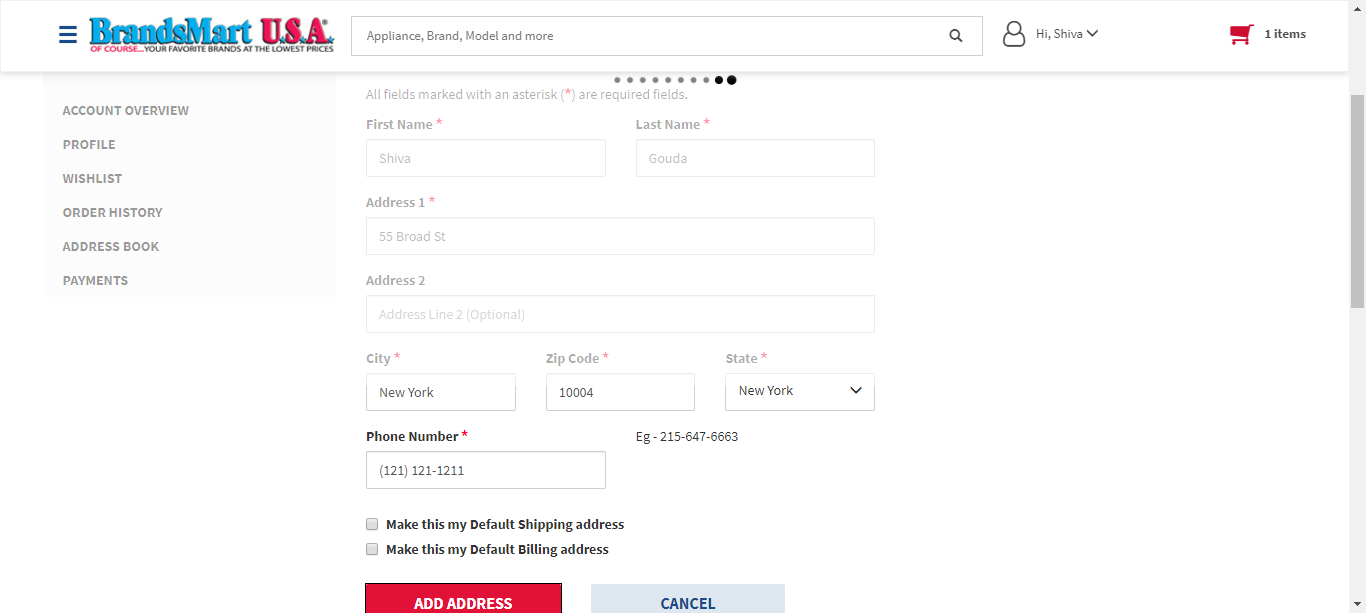 BrandsMart U.S.A.®
OF COURSE...YOUR FAVORITE BRANDS AT THE LOWEST PRICES
Appliance, Brand, Model and more
Hi, Shiva
1 items
ACCOUNT OVERVIEW
PROFILE
WISHLIST
ORDER HISTORY
ADDRESS BOOK
PAYMENTS
All fields marked with an asterisk (*) are required fields.
First Name * Last Name *
Shiva Gouda
Address 1 *
55 Broad St
Address 2
Address Line 2 (Optional)
City * Zip Code * State *
New York 10004 New York
Phone Number * Eg - 215-647-6663
(121) 121-1211
Make this my Default Shipping address
Make this my Default Billing address
ADD ADDRESS CANCEL